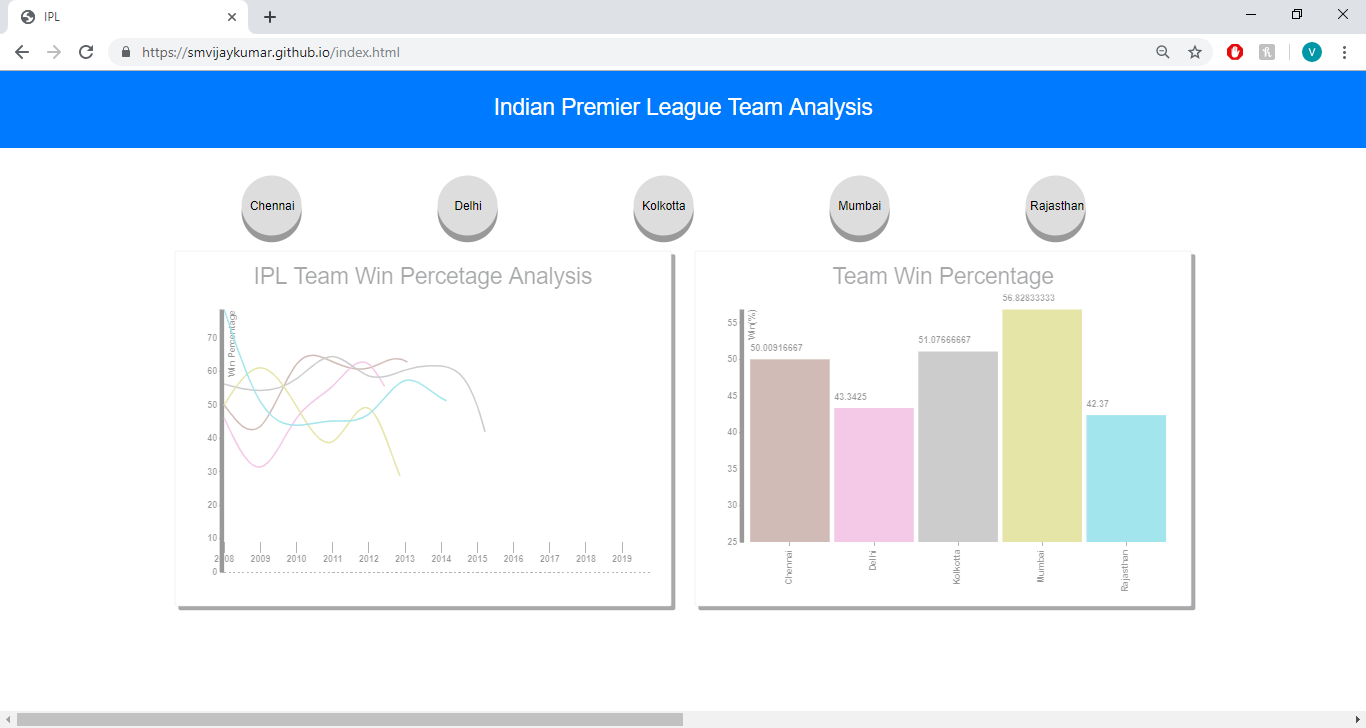 IPL
https://smvijaykumar.github.io/index.html
V
Indian Premier League Team Analysis
Chennai
Delhi
Kolkotta
Mumbai
Rajasthan
IPL Team Win Percetage Analysis
Win Percentage
70
60
50
40
30
20
10
0
2008 2009 2010 2011 2012 2013 2014 2015 2016 2017 2018 2019
Team Win Percentage
Win(%)
55
50
45
40
35
30
25
50.00916667
43.3425
51.07666667
56.82833333
42.37
Chennai
Delhi
Kolkotta
Mumbai
Rajasthan